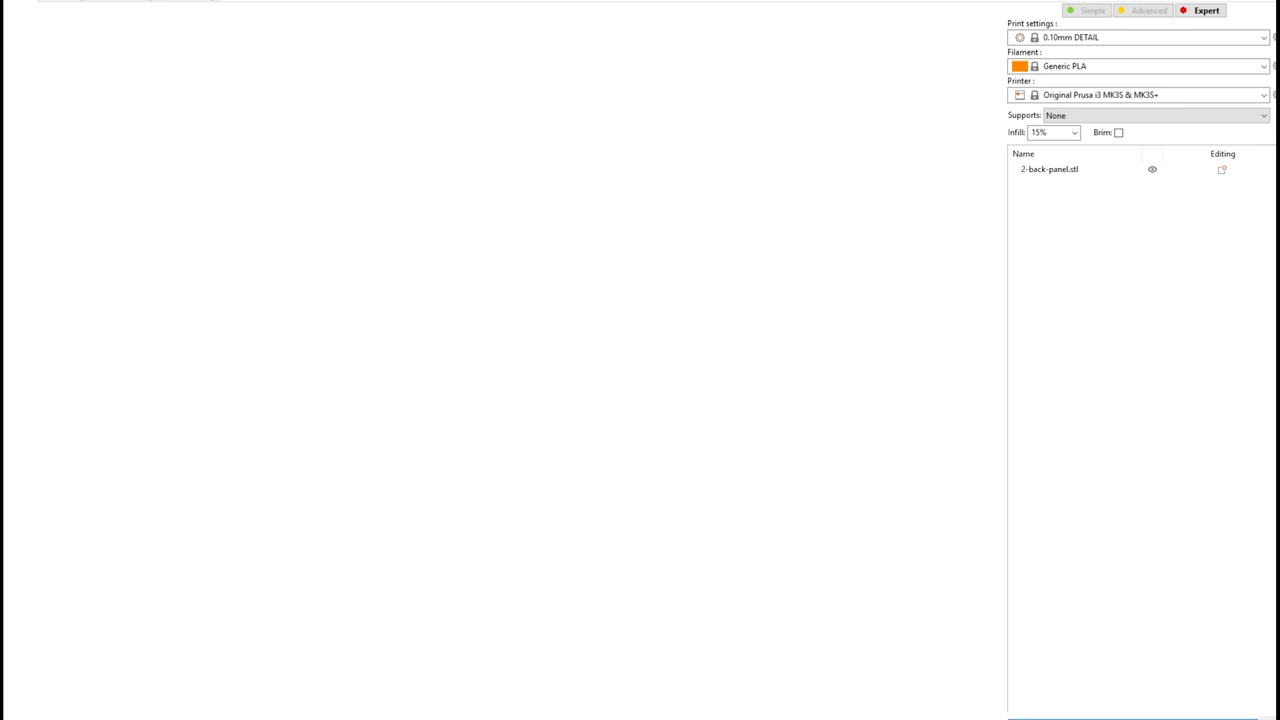 Simple Advanced Expert
Print settings :
0.10mm DETAIL
Filament :
Generic PLA
Printer :
Original Prusa i3 MK3S & MK3S+
Supports: None
Infill: 15% Brim:
Name Editing
2-back-panel.stl